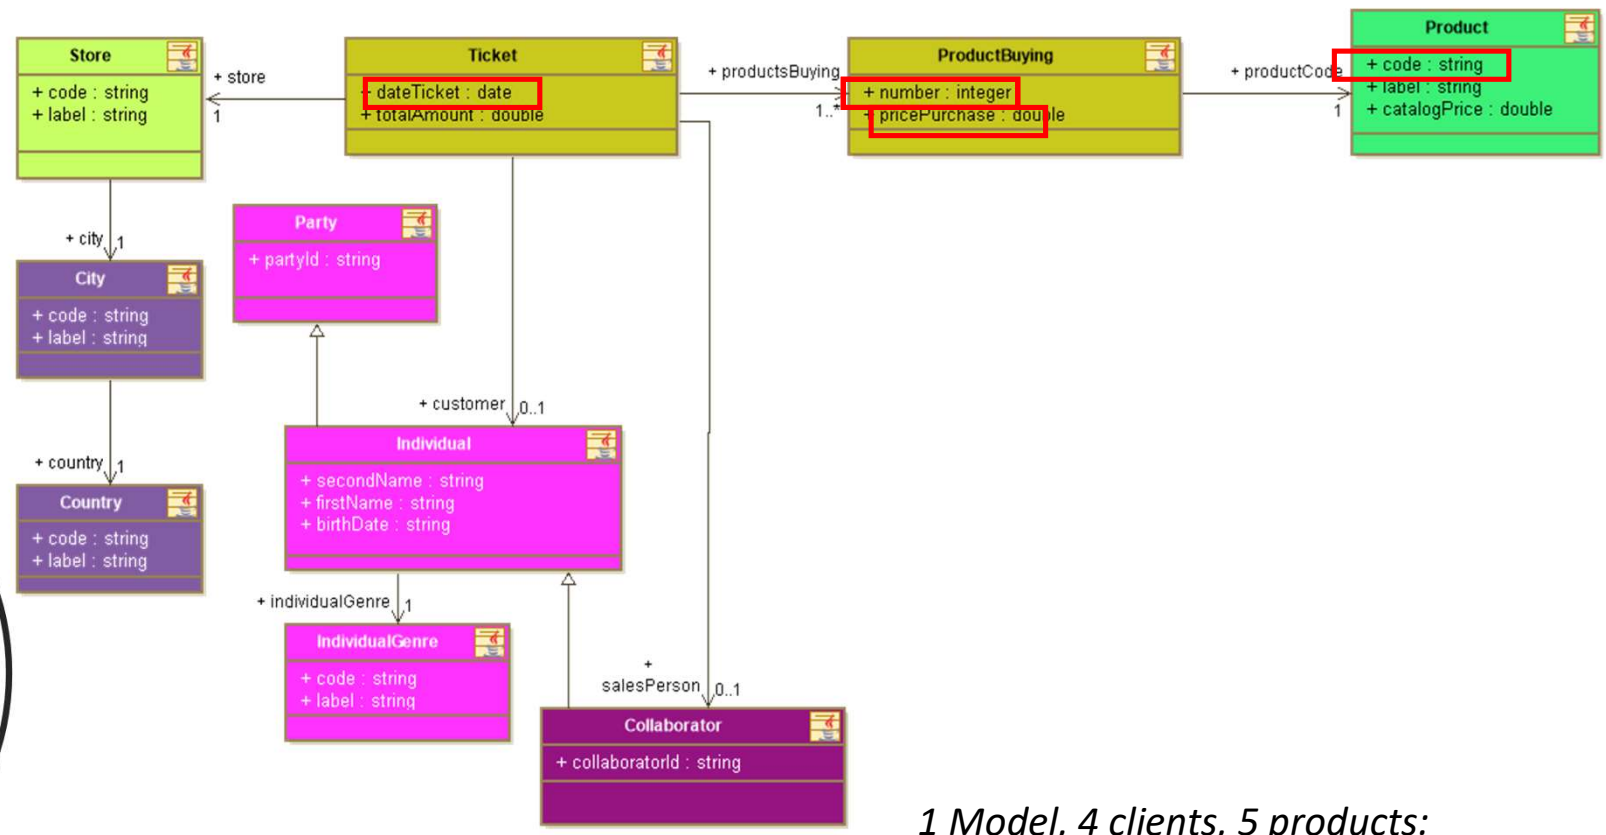 Store
+ code : string
+ label : string
+ store
1
Ticket
+ dateTicket : date
+ totalAmount : double
+ productsBuying
1..*
ProductBuying
+ number : integer
+ pricePurchase : double
+ productCode
1
Product
+ code : string
+ label : string
+ catalogPrice : double
+ city
1
City
+ code : string
+ label : string
+ country
1
Country
+ code : string
+ label : string
Party
+ partyId : string
+ customer
0..1
Individual
+ secondName : string
+ firstName : string
+ birthDate : string
+ individualGenre
1
IndividualGenre
+ code : string
+ label : string
+
salesPerson
0..1
Collaborator
+ collaboratorId : string
1 Model, 4 clients, 5 products: